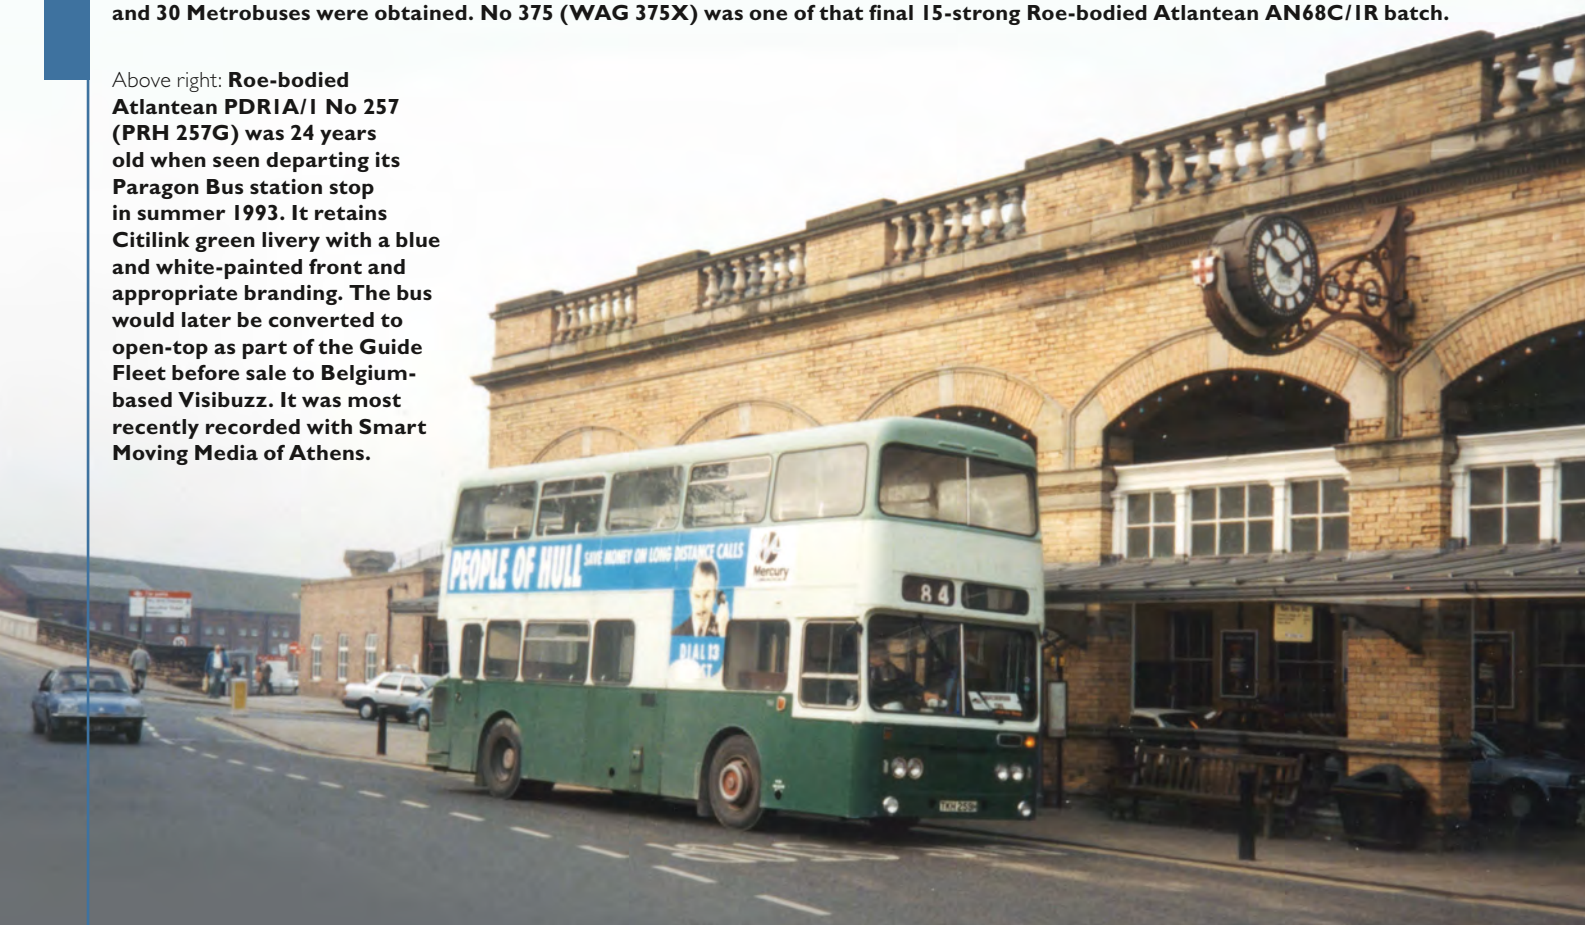 and 30 Metrobuses were obtained. No 375 (WAG 375X) was one of that final 15-strong Roe-bodied Atlantean AN68C/1R batch.
Above right: Roe-bodied
Atlantean PDR1A/1 No 257
(PRH 257G) was 24 years
old when seen departing its
Paragon Bus station stop
in summer 1993. It retains
Citilink green livery with a blue
and white-painted front and
appropriate branding. The bus
would later be converted to
open-top as part of the Guide
Fleet before sale to Belgium-
based Visibuzz. It was most
recently recorded with Smart
Moving Media of Athens.
PEOPLE OF HULL SAVE MONEY ON LONG DISTANCE CALLS
Mercury
DIAL 13
84
TKH 259H